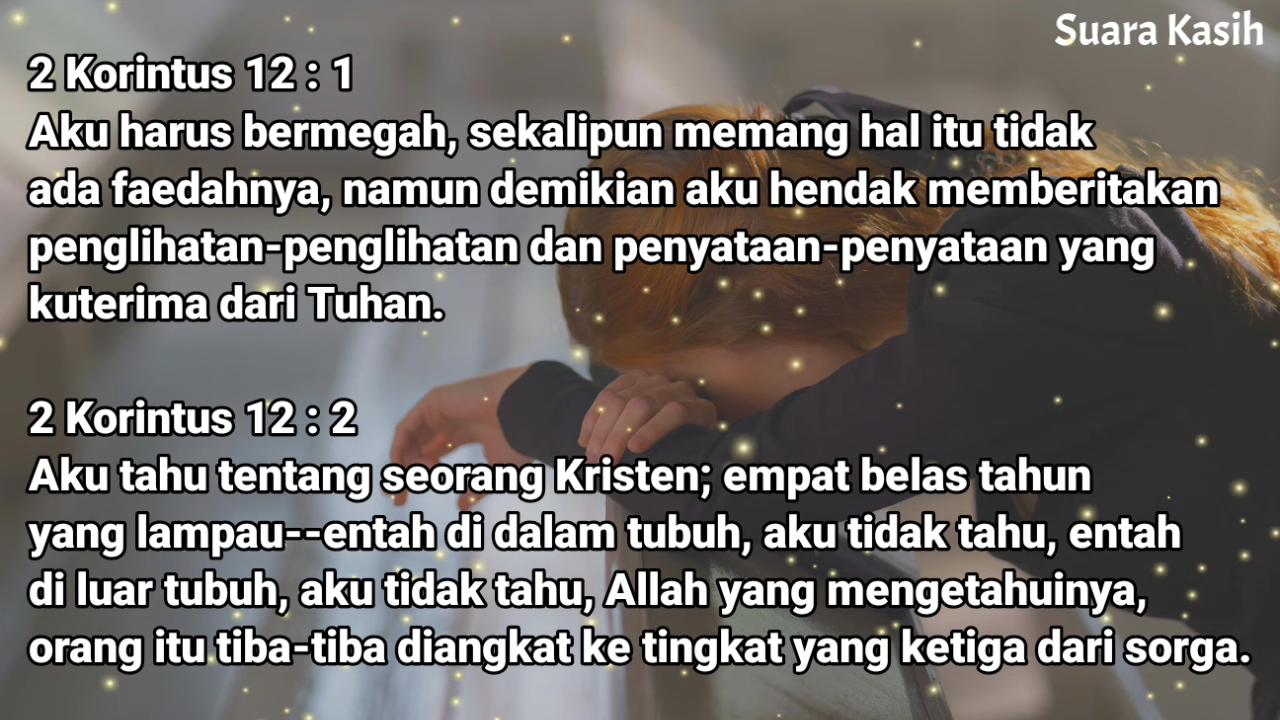 Suara Kasih
2 Korintus 12 : 1
Aku harus bermegah, sekalipun memang hal itu tidak
ada faedahnya, namun demikian aku hendak memberitakan
penglihatan-penglihatan dan penyataan-penyataan yang
kuterima dari Tuhan.
2 Korintus 12 : 2
Aku tahu tentang seorang Kristen; empat belas tahun
yang lampau--entah di dalam tubuh, aku tidak tahu, entah
di luar tubuh, aku tidak tahu, Allah yang mengetahuinya,
orang itu tiba-tiba diangkat ke tingkat yang ketiga dari sorga.